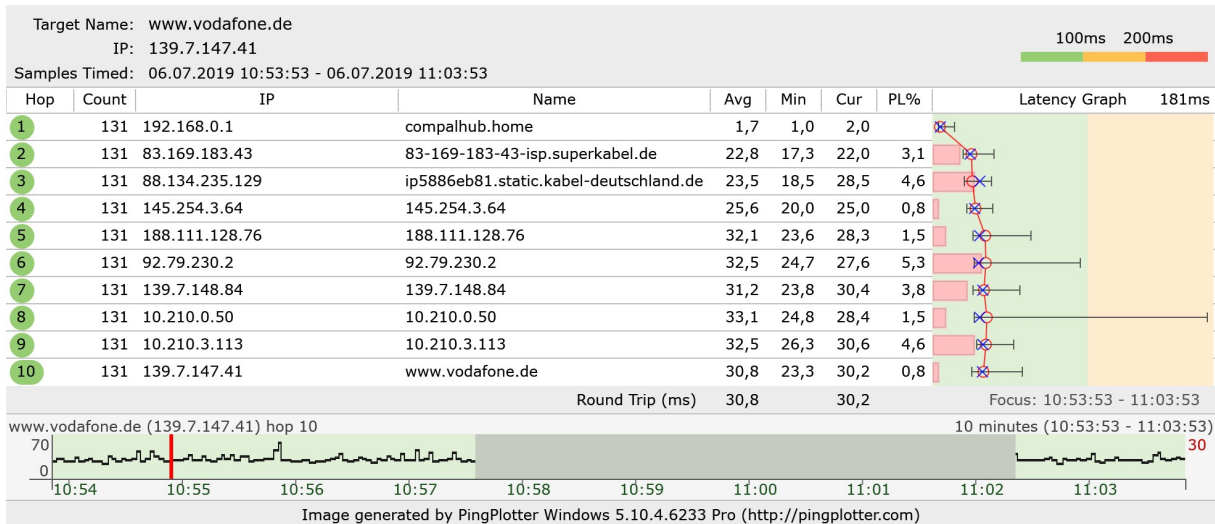 Target Name: www.vodafone.de
IP: 139.7.147.41
Samples Timed: 06.07.2019 10:53:53 - 06.07.2019 11:03:53
100ms 200ms
Hop Count IP Name Avg Min Cur PL% Latency Graph 181ms
1 131 192.168.0.1 compalhub.home 1,7 1,0 2,0
2 131 83.169.183.43 83-169-183-43-isp.superkabel.de 22,8 17,3 22,0 3,1
3 131 88.134.235.129 ip5886eb81.static.kabel-deutschland.de 23,5 18,5 28,5 4,6
4 131 145.254.3.64 145.254.3.64 25,6 20,0 25,0 0,8
5 131 188.111.128.76 188.111.128.76 32,1 23,6 28,3 1,5
6 131 92.79.230.2 92.79.230.2 32,5 24,7 27,6 5,3
7 131 139.7.148.84 139.7.148.84 31,2 23,8 30,4 3,8
8 131 10.210.0.50 10.210.0.50 33,1 24,8 28,4 1,5
9 131 10.210.3.113 10.210.3.113 32,5 26,3 30,6 4,6
10 131 139.7.147.41 www.vodafone.de 30,8 23,3 30,2 0,8
Round Trip (ms) 30,8 30,2 Focus: 10:53:53 - 11:03:53
www.vodafone.de (139.7.147.41) hop 10 10 minutes (10:53:53 - 11:03:53)
70 30
0
10:54 10:55 10:56 10:57 10:58 10:59 11:00 11:01 11:02 11:03
Image generated by PingPlotter Windows 5.10.4.6233 Pro (http://pingplotter.com)